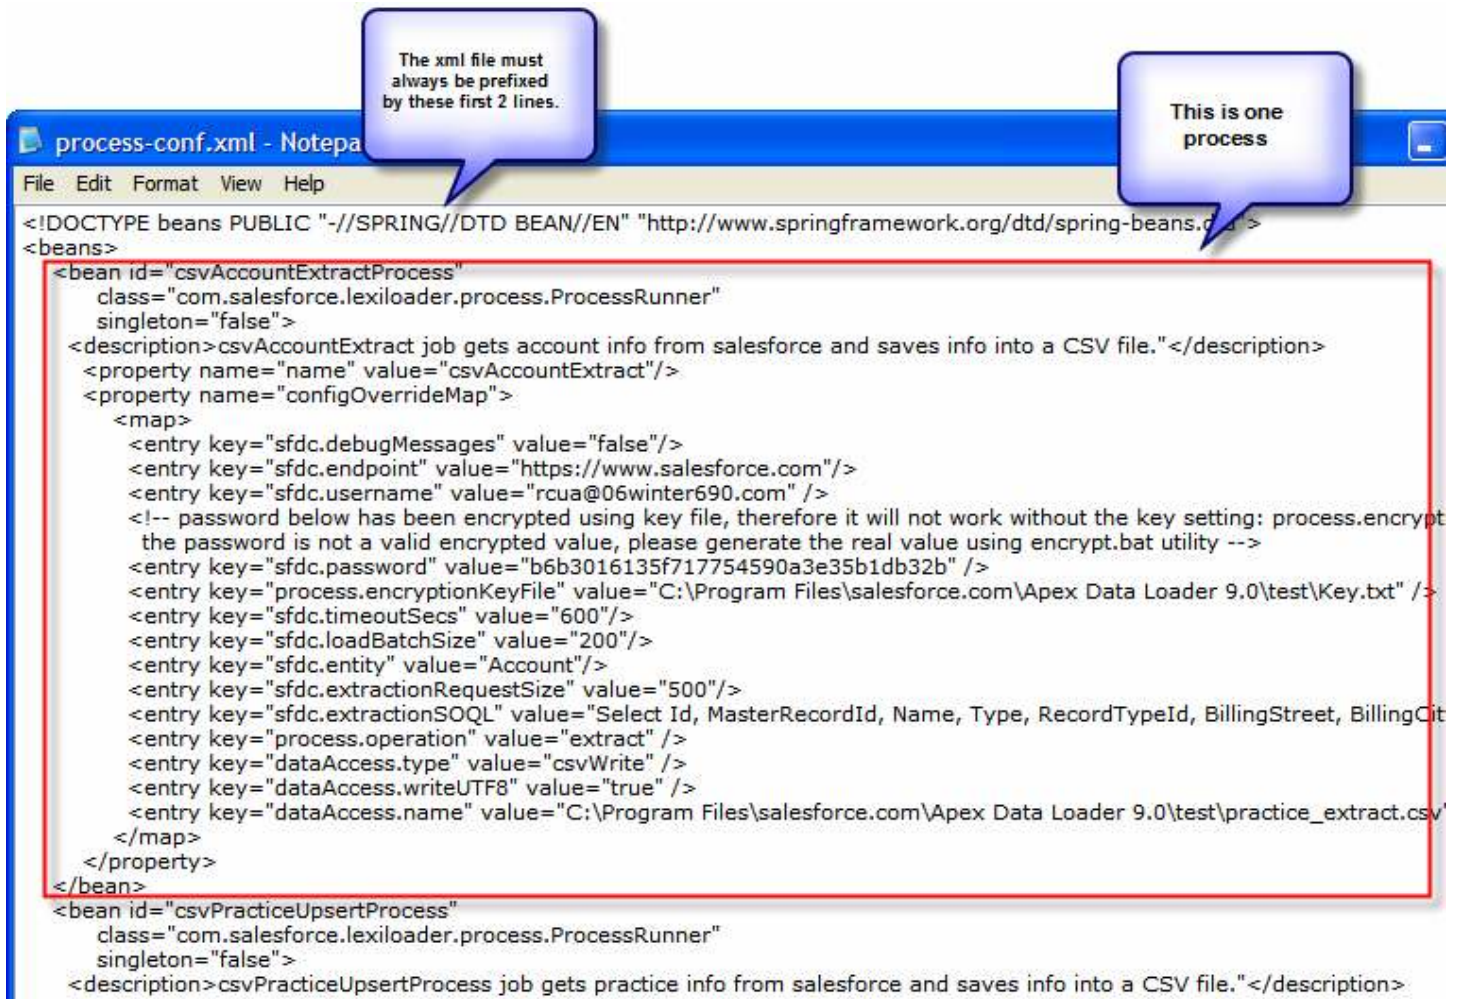 The xml file must
always be prefixed
by these first 2 lines.
This is one
process
process-conf.xml - Notepa
File Edit Format View Help
<!DOCTYPE beans PUBLIC "-//SPRING//DTD BEAN//EN" "http://www.springframework.org/dtd/spring-beans.d
<beans>
<bean id="csvAccountExtractProcess"
class="com.salesforce.lexiloader.process.ProcessRunner"
singleton="false">
<description>csvAccountExtract job gets account info from salesforce and saves info into a CSV file."</description>
<property name="name" value="csvAccountExtract"/>
<property name="configOverrideMap">
<map>
<entry key="sfdc.debugMessages" value="false"/>
<entry key="sfdc.endpoint" value="https://www.salesforce.com"/>
<entry key="sfdc.username" value="rcua@06winter690.com" />
<!-- password below has been encrypted using key file, therefore it will not work without the key setting: process.encrypt
the password is not a valid encrypted value, please generate the real value using encrypt.bat utility -->
<entry key="sfdc.password" value="b6b3016135f717754590a3e35b1db32b" />
<entry key="process.encryptionKeyFile" value="C:\Program Files\salesforce.com\Apex Data Loader 9.0\test\Key.txt" />
<entry key="sfdc.timeoutSecs" value="600"/>
<entry key="sfdc.loadBatchSize" value="200"/>
<entry key="sfdc.entity" value="Account"/>
<entry key="sfdc.extractionRequestSize" value="500"/>
<entry key="sfdc.extractionSOQL" value="Select Id, MasterRecordId, Name, Type, RecordTypeId, BillingStreet, BillingCit
<entry key="process.operation" value="extract" />
<entry key="dataAccess.type" value="csvWrite" />
<entry key="dataAccess.writeUTF8" value="true" />
<entry key="dataAccess.name" value="C:\Program Files\salesforce.com\Apex Data Loader 9.0\test\practice_extract.csv"
</map>
</property>
</bean>
<bean id="csvPracticeUpsertProcess"
class="com.salesforce.lexiloader.process.ProcessRunner"
singleton="false">
<description>csvPracticeUpsertProcess job gets practice info from salesforce and saves info into a CSV file."</description>